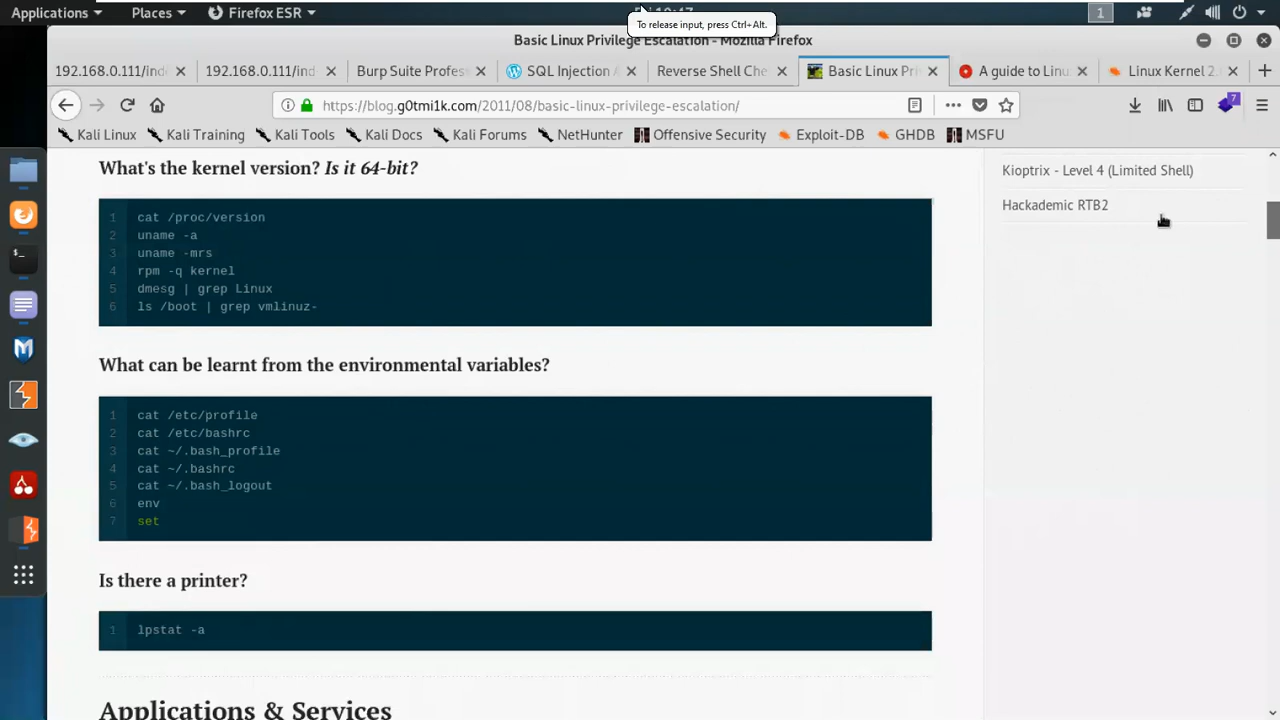 Applications Places Firefox ESR 1
To release input, press Ctrl+Alt.
Basic Linux Privilege Escalation - Mozilla Firefox
192.168.0.111/ind 192.168.0.111/ind Burp Suite Profess SQL Injection A Reverse Shell Che Basic Linux Pri A guide to Linu Linux Kernel 2.
https://blog.g0tmi1k.com/2011/08/basic-linux-privilege-escalation/ 7
Kali Linux Kali Training Kali Tools Kali Docs Kali Forums NetHunter Offensive Security Exploit-DB GHDB MSFU
What's the kernel version? Is it 64-bit?
1 cat /proc/version
2 uname -a
3 uname -mrs
4 rpm -q kernel
5 dmesg | grep Linux
6 ls /boot | grep vmlinuz-
What can be learnt from the environmental variables?
1 cat /etc/profile
2 cat /etc/bashrc
3 cat ~/.bash_profile
4 cat ~/.bashrc
5 cat ~/.bash_logout
6 env
7 set
Is there a printer?
1 lpstat -a
Applications & Services
Kioptrix - Level 4 (Limited Shell)
Hackademic RTB2